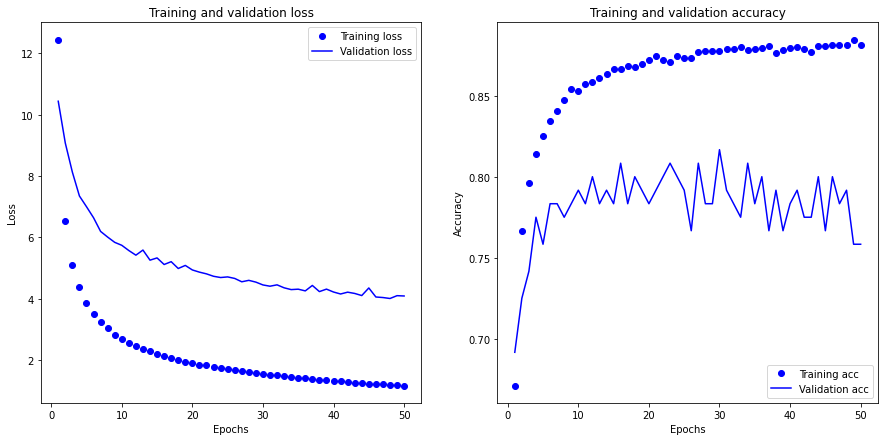 Training and validation loss
Training loss
Validation loss
12
10
8
6
4
2
Loss
0
10
20
30
40
50
Epochs
Training and validation accuracy
0.85
0.80
0.75
0.70
Accuracy
Training acc
Validation acc
0
10
20
30
40
50
Epochs